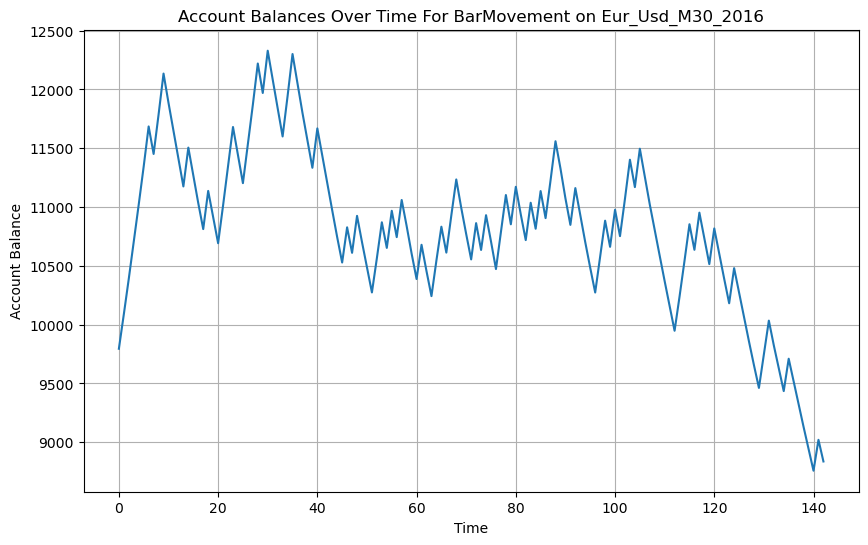 Account Balances Over Time For BarMovement on Eur_Usd_M30_2016
12500
12000
11500
11000
10500
10000
9500
9000
Account Balance
0 20 40 60 80 100 120 140
Time